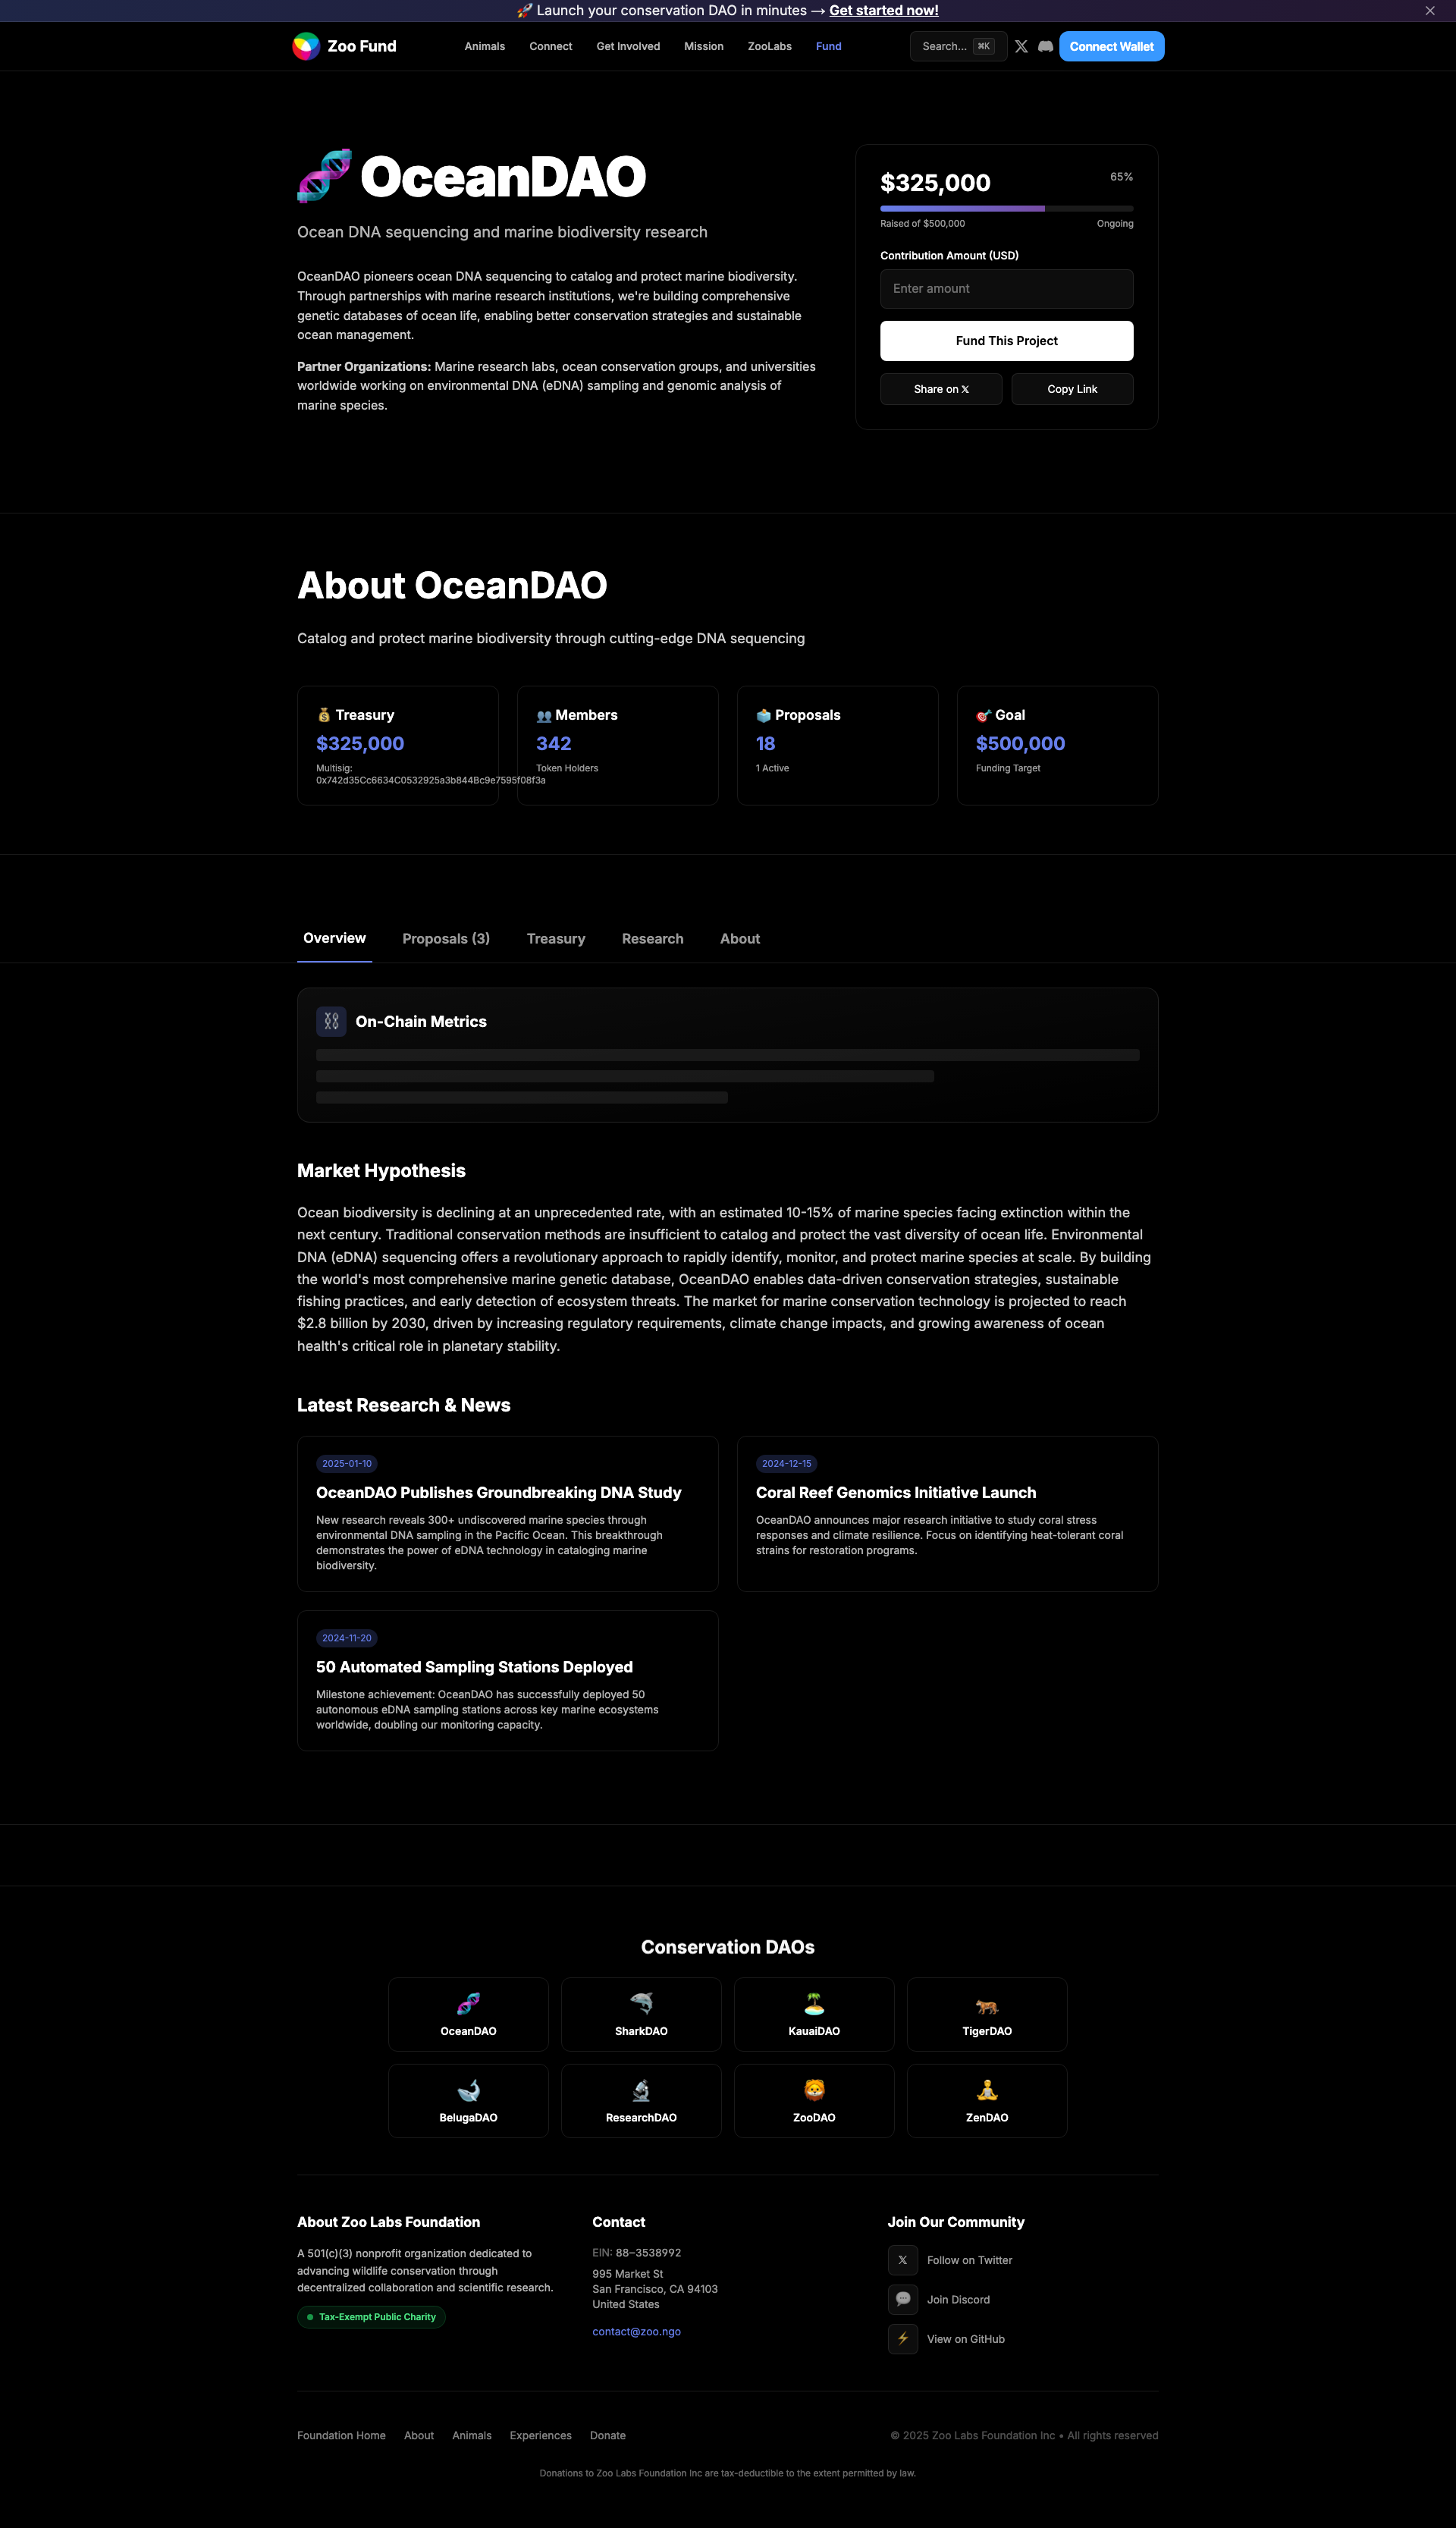 🚀 Launch your conservation DAO in minutes → Get started now!
Zoo Fund
Animals
Connect
Get Involved
Mission
ZooLabs
Fund
Search... ⌘K
Connect Wallet
OceanDAO
Ocean DNA sequencing and marine biodiversity research
OceanDAO pioneers ocean DNA sequencing to catalog and protect marine biodiversity.
Through partnerships with marine research institutions, we're building comprehensive
genetic databases of ocean life, enabling better conservation strategies and sustainable
ocean management.
Partner Organizations: Marine research labs, ocean conservation groups, and universities
worldwide working on environmental DNA (eDNA) sampling and genomic analysis of
marine species.
$325,000
65%
Raised of $500,000
Ongoing
Contribution Amount (USD)
Enter amount
Fund This Project
Share on 𝕏
Copy Link
About OceanDAO
Catalog and protect marine biodiversity through cutting-edge DNA sequencing
💰 Treasury
$325,000
Multisig:
0x742d35Cc6634C0532925a3b844Bc9e7595f08f3a
👥 Members
342
Token Holders
🗳️ Proposals
18
1 Active
🎯 Goal
$500,000
Funding Target
Overview
Proposals (3)
Treasury
Research
About
On-Chain Metrics
Market Hypothesis
Ocean biodiversity is declining at an unprecedented rate, with an estimated 10-15% of marine species facing extinction within the
next century. Traditional conservation methods are insufficient to catalog and protect the vast diversity of ocean life. Environmental
DNA (eDNA) sequencing offers a revolutionary approach to rapidly identify, monitor, and protect marine species at scale. By building
the world's most comprehensive marine genetic database, OceanDAO enables data-driven conservation strategies, sustainable
fishing practices, and early detection of ecosystem threats. The market for marine conservation technology is projected to reach
$2.8 billion by 2030, driven by increasing regulatory requirements, climate change impacts, and growing awareness of ocean
health's critical role in planetary stability.
Latest Research & News
2025-01-10
OceanDAO Publishes Groundbreaking DNA Study
New research reveals 300+ undiscovered marine species through
environmental DNA sampling in the Pacific Ocean. This breakthrough
demonstrates the power of eDNA technology in cataloging marine
biodiversity.
2024-12-15
Coral Reef Genomics Initiative Launch
OceanDAO announces major research initiative to study coral stress
responses and climate resilience. Focus on identifying heat-tolerant coral
strains for restoration programs.
2024-11-20
50 Automated Sampling Stations Deployed
Milestone achievement: OceanDAO has successfully deployed 50
autonomous eDNA sampling stations across key marine ecosystems
worldwide, doubling our monitoring capacity.
Conservation DAOs
OceanDAO
SharkDAO
KauaiDAO
TigerDAO
BelugaDAO
ResearchDAO
ZooDAO
ZenDAO
About Zoo Labs Foundation
A 501(c)(3) nonprofit organization dedicated to
advancing wildlife conservation through
decentralized collaboration and scientific research.
Tax-Exempt Public Charity
Contact
EIN: 88–3538992
995 Market St
San Francisco, CA 94103
United States
contact@zoo.ngo
Join Our Community
𝕏 Follow on Twitter
Join Discord
View on GitHub
Foundation Home
About
Animals
Experiences
Donate
© 2025 Zoo Labs Foundation Inc • All rights reserved
Donations to Zoo Labs Foundation Inc are tax-deductible to the extent permitted by law.